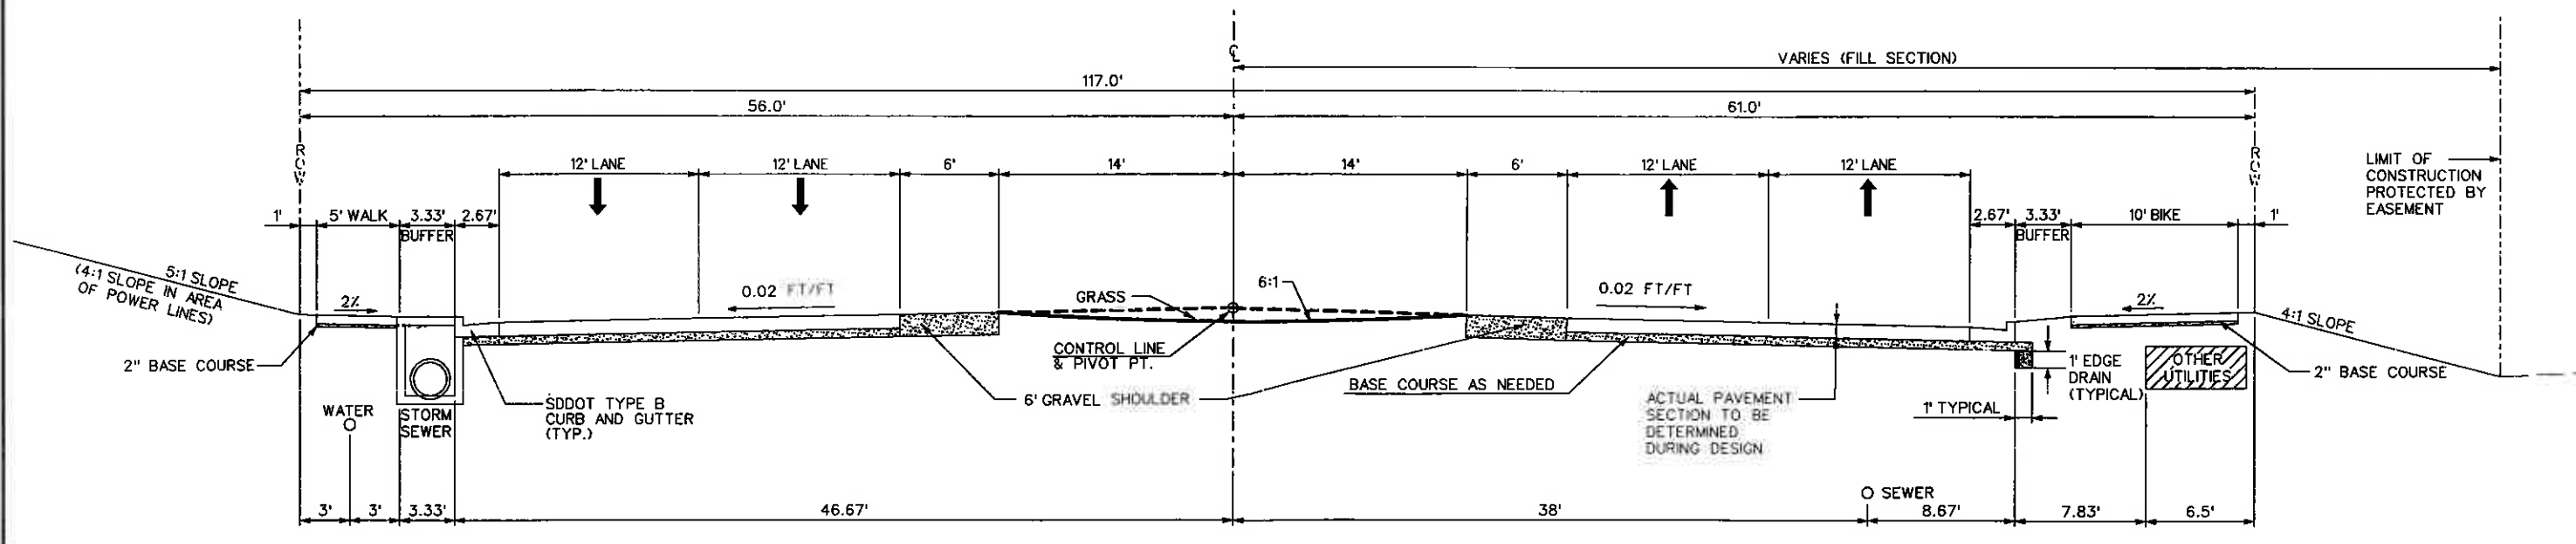 ℄
VARIES (FILL SECTION)
117.0'
56.0'
61.0'
ROW
12' LANE
12' LANE
6'
14'
14'
6'
12' LANE
12' LANE
ROW
LIMIT OF
CONSTRUCTION
PROTECTED BY
EASEMENT
1'
5' WALK
3.33'
BUFFER
2.67'
2.67'
3.33'
BUFFER
10' BIKE
1'
5:1 SLOPE
(4:1 SLOPE IN AREA
OF POWER LINES)
2%
0.02 FT/FT
GRASS
6:1
0.02 FT/FT
2%
4:1 SLOPE
2" BASE COURSE
CONTROL LINE
& PIVOT PT.
6' GRAVEL SHOULDER
BASE COURSE AS NEEDED
1' EDGE
DRAIN
(TYPICAL)
OTHER
UTILITIES
2" BASE COURSE
WATER
STORM
SEWER
SDDOT TYPE B
CURB AND GUTTER
(TYP.)
ACTUAL PAVEMENT
SECTION TO BE
DETERMINED
DURING DESIGN
1' TYPICAL
SEWER
3'
3'
3.33'
46.67'
38'
8.67'
7.83'
6.5'